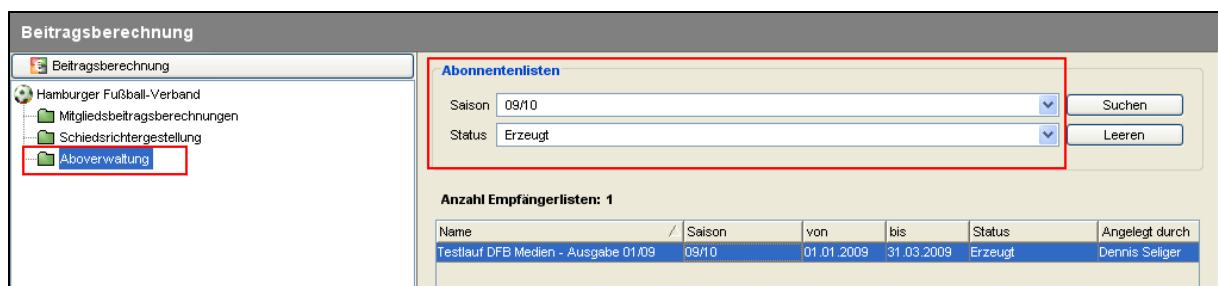 Beitragsberechnung
Beitragsberechnung
Hamburger Fußball-Verband
Mitgliedsbeitragsberechnungen
Schiedsrichtergestellung
Aboverwaltung
Abonnentenlisten
Saison 09/10 Suchen
Status Erzeugt Leeren
Anzahl Empfängerlisten: 1
Name Saison von bis Status Angelegt durch
Testlauf DFB Medien - Ausgabe 01/09 09/10 01.01.2009 31.03.2009 Erzeugt Dennis Seliger